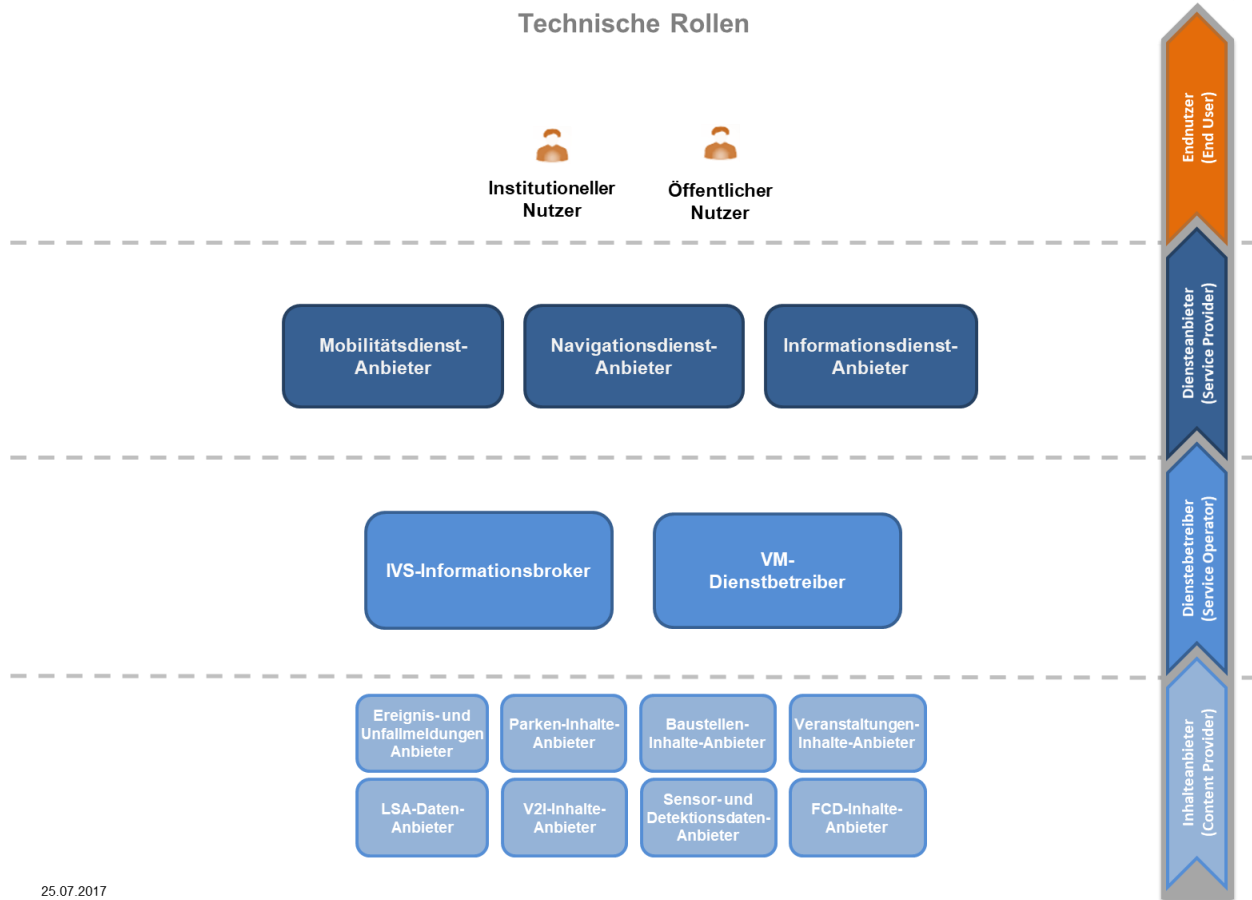 Technische Rollen
Institutioneller
Nutzer
Öffentlicher
Nutzer
Endnutzer
(End User)
Mobilitätsdienst-
Anbieter
Navigationsdienst-
Anbieter
Informationsdienst-
Anbieter
Diensteanbieter
(Service Provider)
IVS-Informationsbroker
VM-
Dienstbetreiber
Dienstebetreiber
(Service Operator)
Ereignis- und
Unfallmeldungen
Anbieter
Parken-Inhalte-
Anbieter
Baustellen-
Inhalte-Anbieter
Veranstaltungen-
Inhalte-Anbieter
LSA-Daten-
Anbieter
V2I-Inhalte-
Anbieter
Sensor- und
Detektionsdaten-
Anbieter
FCD-Inhalte-
Anbieter
Inhalteanbieter
(Content Provider)
25.07.2017